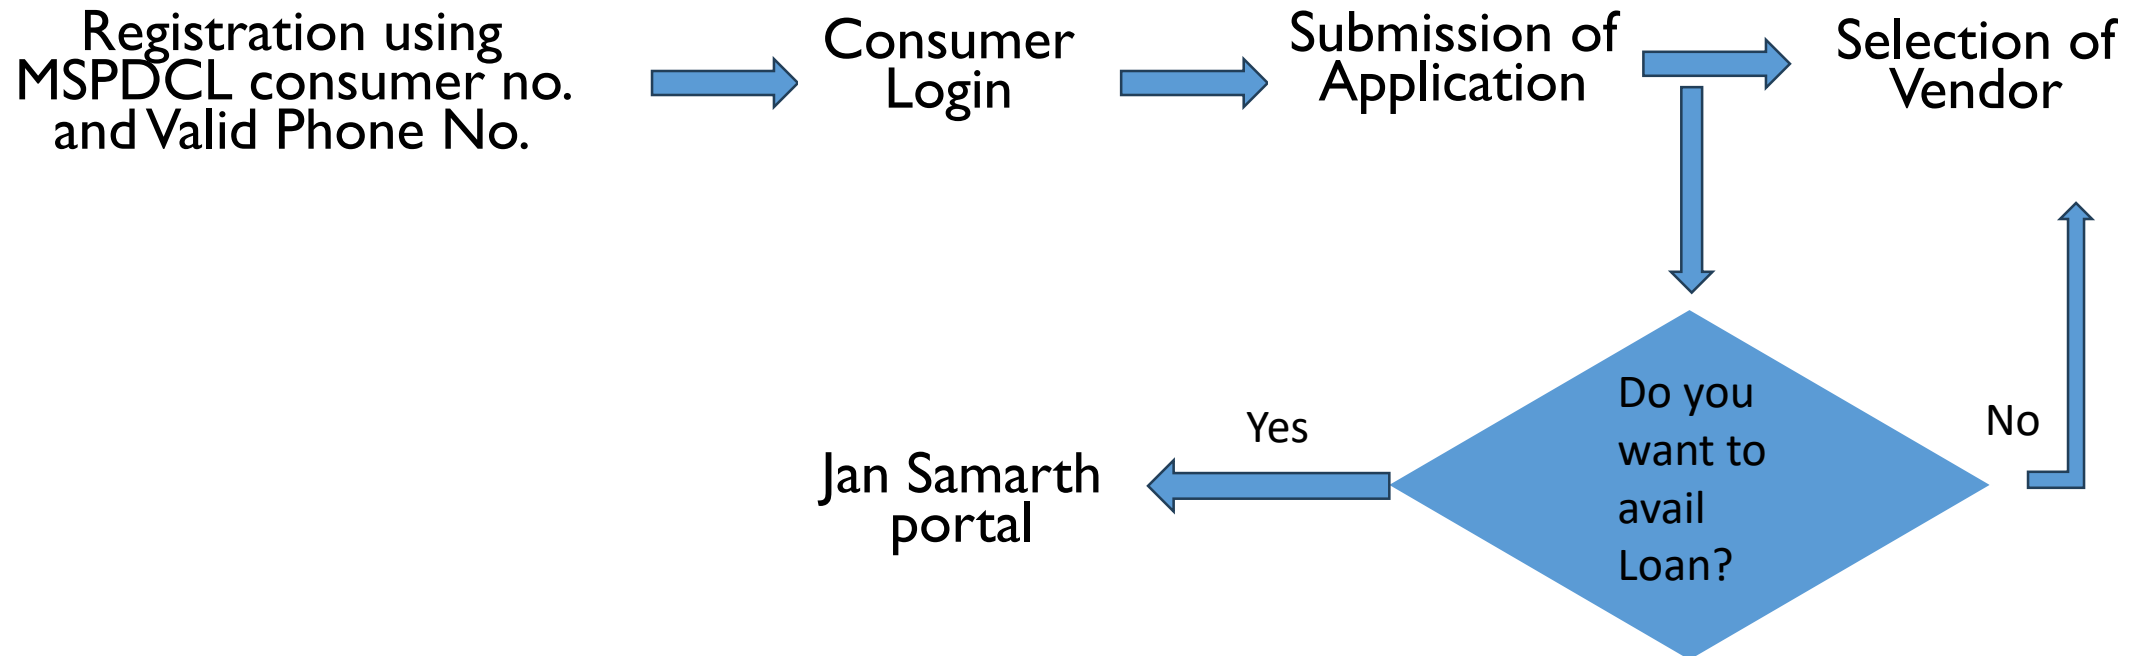 Registration using
MSPDCL consumer no.
and Valid Phone No.
Consumer
Login
Submission of
Application
Selection of
Vendor
Do you
want to
avail
Loan?
Yes
No
Jan Samarth
portal